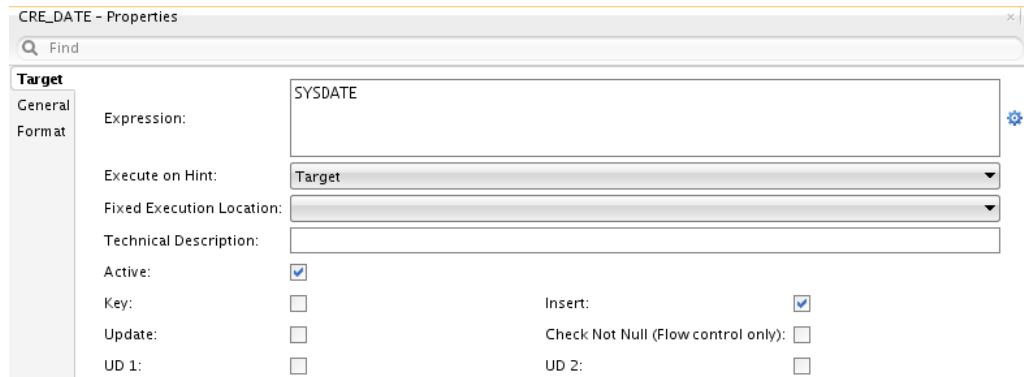 CRE_DATE - Properties
Find
Target
General
Format
Expression:
SYSDATE
Execute on Hint:
Target
Fixed Execution Location:
Technical Description:
Active:
Key:
Insert:
Update:
Check Not Null (Flow control only):
UD 1:
UD 2: